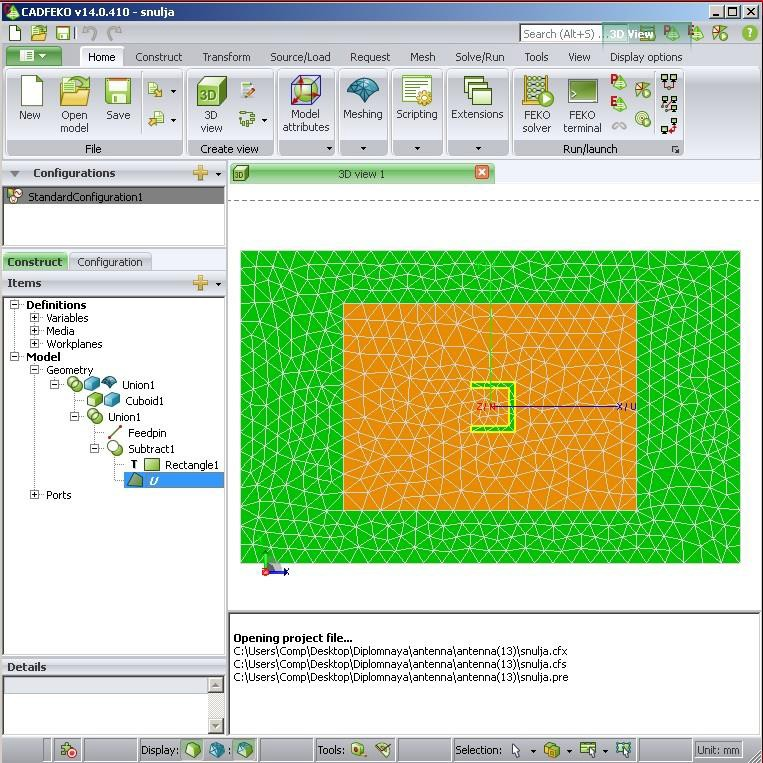 CADFEKO v14.0.410 - snulja
Search (Alt+S) ... 3D View
Home Construct Transform Source/Load Request Mesh Solve/Run Tools View Display options
New Open model Save
File
3D view
Create view
Model attributes
Meshing
Scripting
Extensions
FEKO solver FEKO terminal
Run/launch
Configurations
StandardConfiguration1
3D view 1
Construct Configuration
Items
Definitions
Variables
Media
Workplanes
Model
Geometry
Union1
Cuboid1
Union1
Feedpin
Subtract1
T Rectangle1
U
Ports
X/U
Details
Opening project file...
C:\Users\Comp\Desktop\Diplomnaya\antenna\antenna(13)\snulja.cfx
C:\Users\Comp\Desktop\Diplomnaya\antenna\antenna(13)\snulja.cfs
C:\Users\Comp\Desktop\Diplomnaya\antenna\antenna(13)\snulja.pre
Display: Tools: Selection: Unit: mm